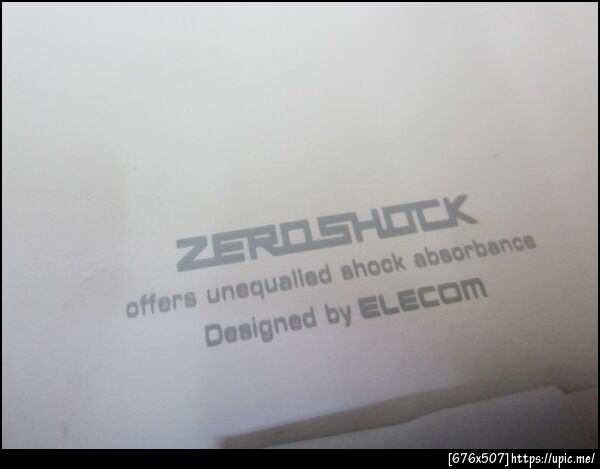 ZEROSHOCK
offers unequalled shock absorbance
Designed by ELECOM
[676x507]https://upic.me/